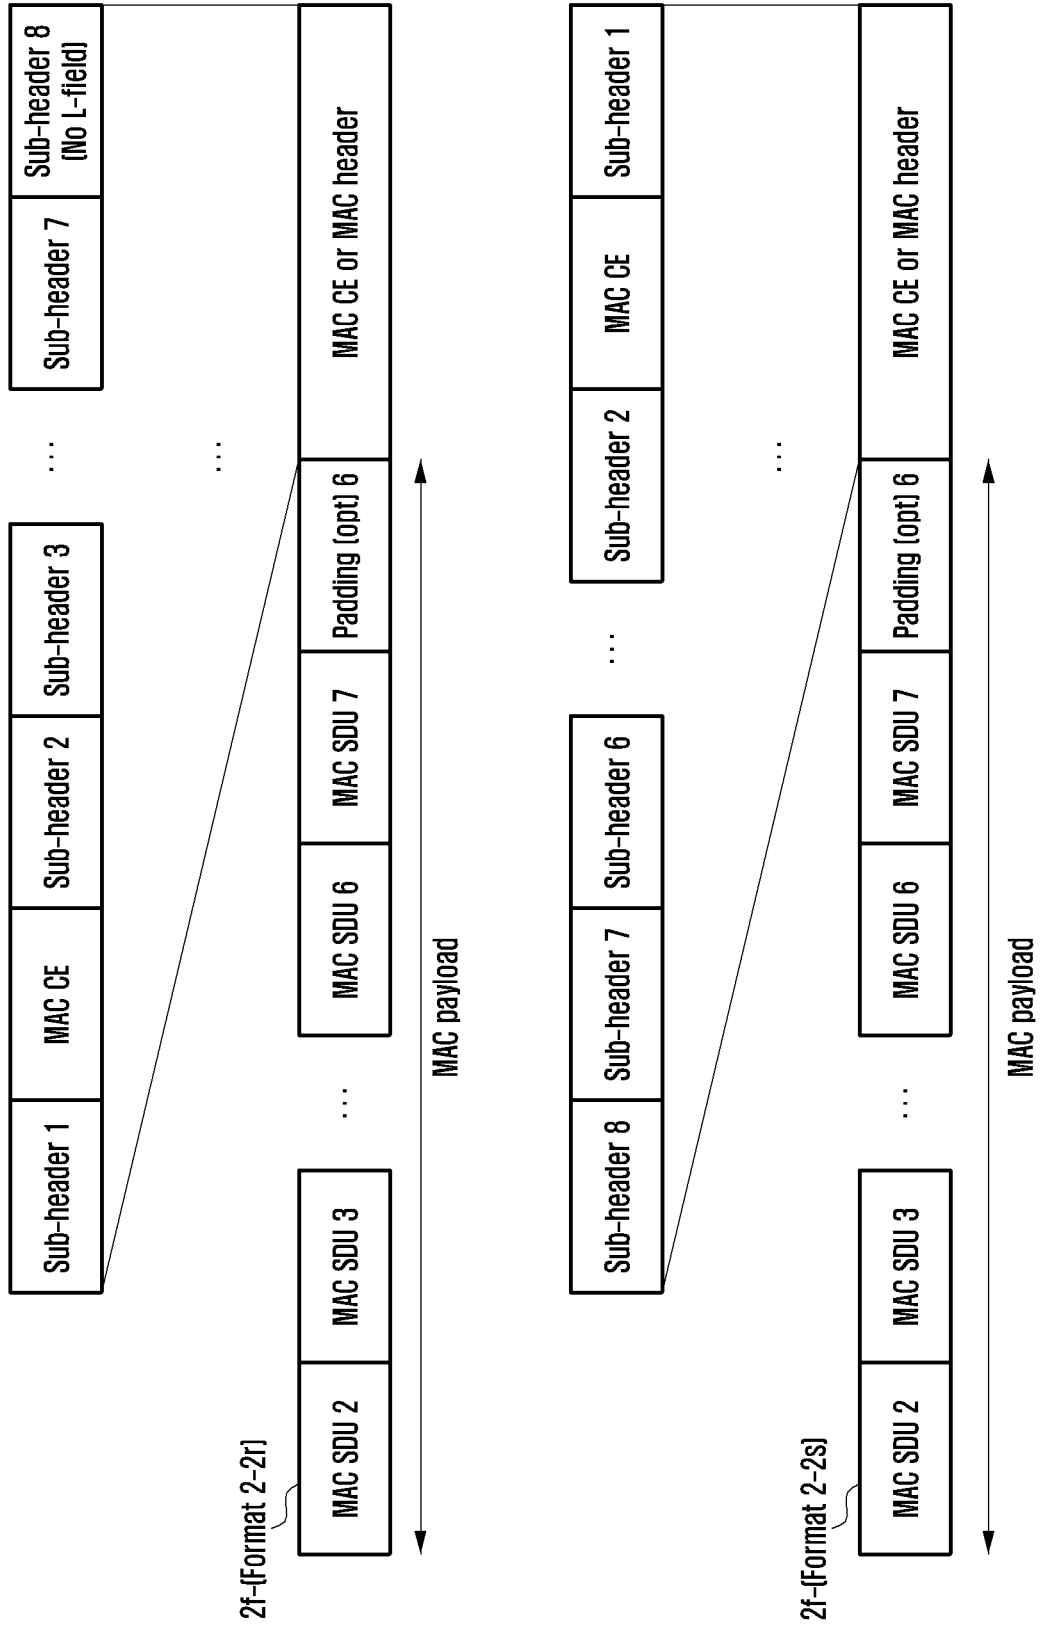 Sub-header 1
MAC CE
Sub-header 2
Sub-header 3
...
Sub-header 7
Sub-header 8
(No L-field)
...
2f-(Format 2-2r)
MAC SDU 2
MAC SDU 3
...
MAC SDU 6
MAC SDU 7
Padding (opt) 6
MAC CE or MAC header
MAC payload
Sub-header 8
Sub-header 7
Sub-header 6
...
Sub-header 2
MAC CE
Sub-header 1
...
2f-(Format 2-2s)
MAC SDU 2
MAC SDU 3
...
MAC SDU 6
MAC SDU 7
Padding (opt) 6
MAC CE or MAC header
MAC payload